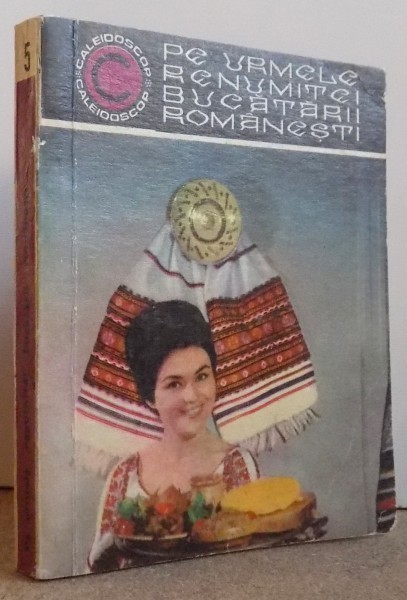 5
CALEIDOSCOP
CALEIDOSCOP
PE URMELE
RENUMITEI
BUCĂTĂRII
ROMÂNEȘTI